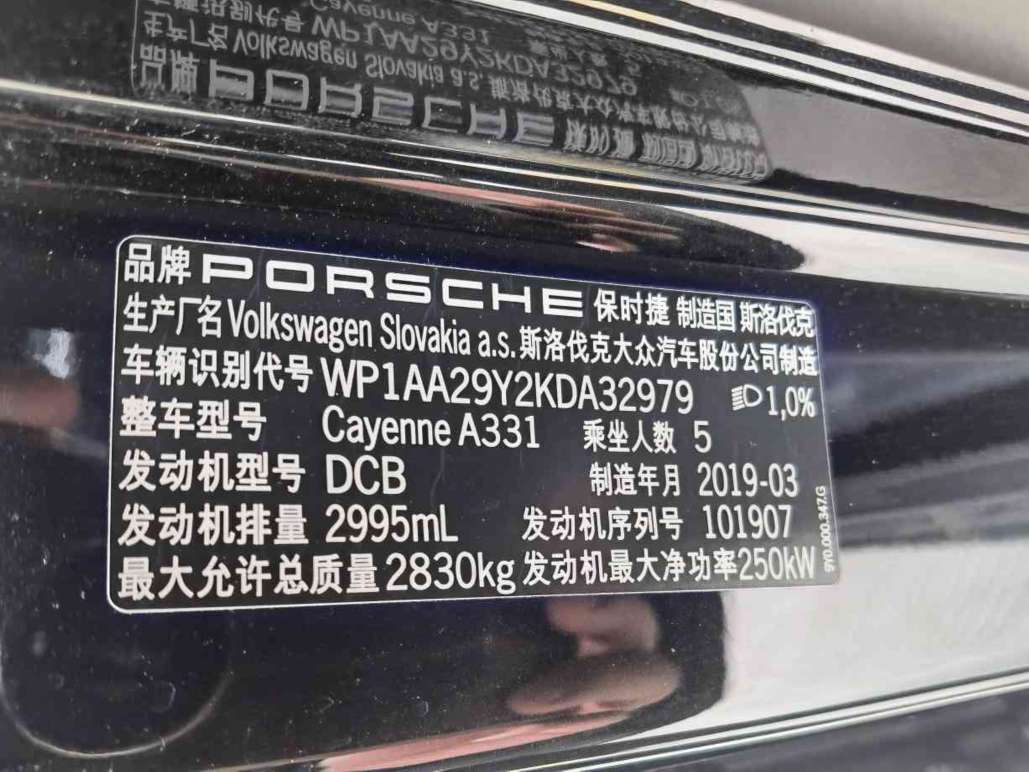 品牌 PORSCHE 保时捷 制造国 斯洛伐克
生产厂名 Volkswagen Slovakia a.s. 斯洛伐克大众汽车股份公司制造
车辆识别代号 WP1AA29Y2KDA32979 1,0%
整车型号 Cayenne A331 乘坐人数 5
发动机型号 DCB 制造年月 2019-03
发动机排量 2995mL 发动机序列号 101907
最大允许总质量 2830kg 发动机最大净功率 250kW
9Y0.000.347.G